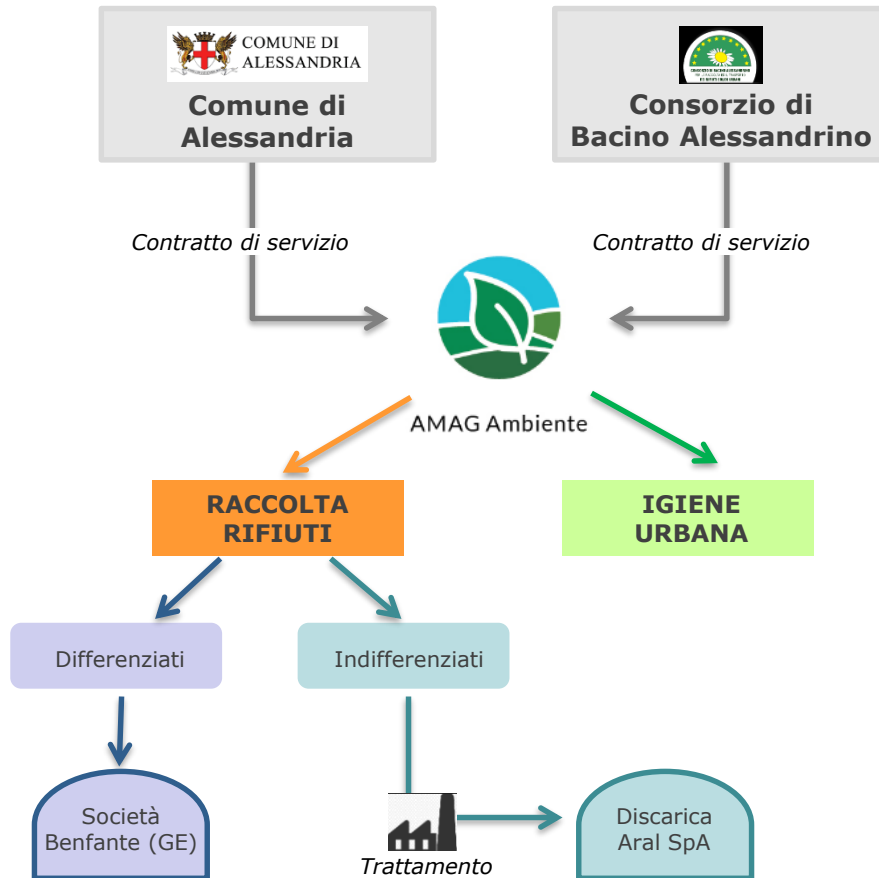 COMUNE DI
ALESSANDRIA
Comune di
Alessandria
Consorzio di
Bacino Alessandrino
Contratto di servizio
Contratto di servizio
AMAG Ambiente
RACCOLTA
RIFIUTI
IGIENE
URBANA
Differenziati
Indifferenziati
Società
Benfante (GE)
Trattamento
Discarica
Aral SpA